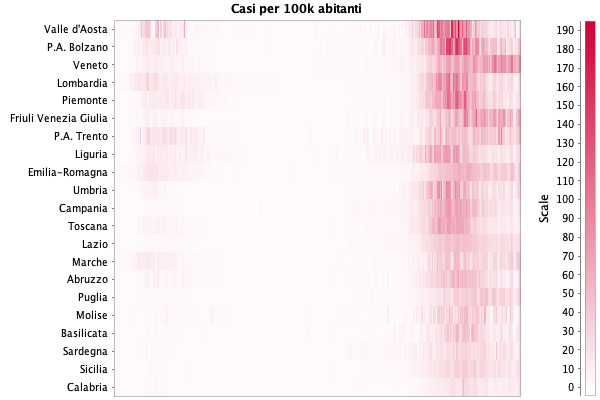 Casi per 100k abitanti
Valle d'Aosta
P.A. Bolzano
Veneto
Lombardia
Piemonte
Friuli Venezia Giulia
P.A. Trento
Liguria
Emilia-Romagna
Umbria
Campania
Toscana
Lazio
Marche
Abruzzo
Puglia
Molise
Basilicata
Sardegna
Sicilia
Calabria
Scale
190
180
170
160
150
140
130
120
110
100
90
80
70
60
50
40
30
20
10
0